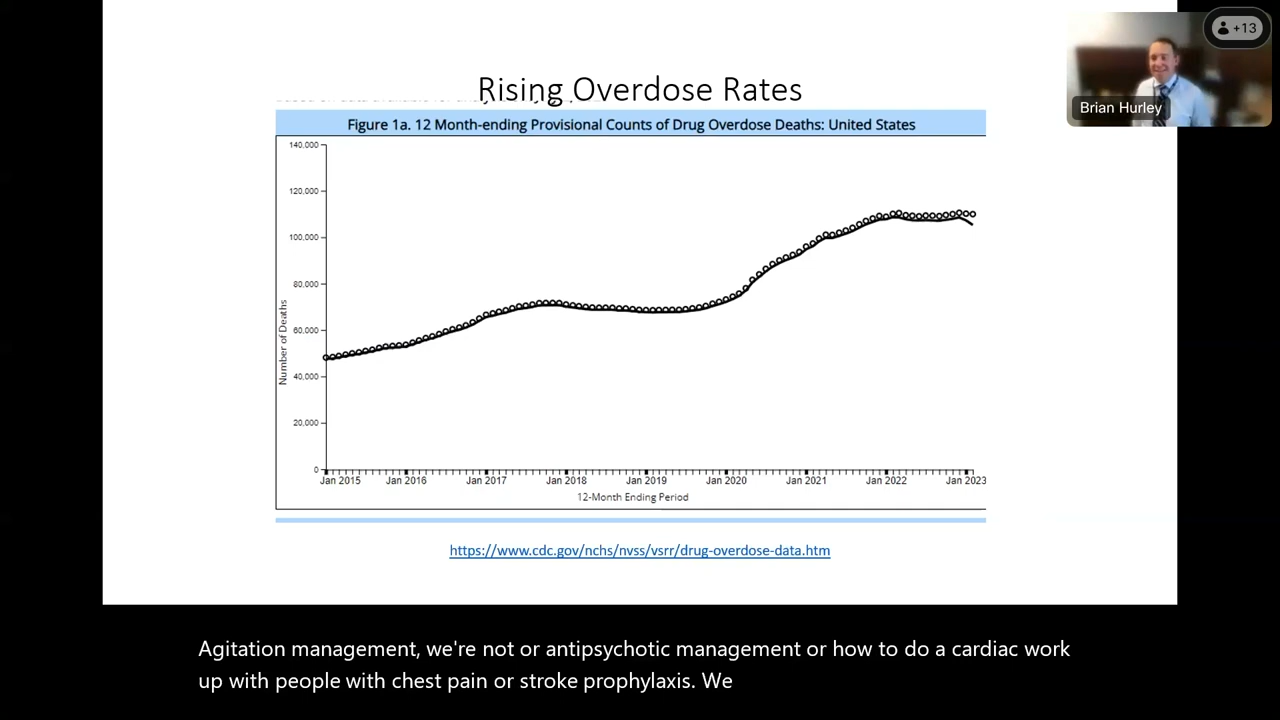 Rising Overdose Rates
+13
Brian Hurley
Figure 1a. 12 Month-ending Provisional Counts of Drug Overdose Deaths: United States
140,000
120,000
100,000
80,000
60,000
40,000
20,000
0
Number of Deaths
Jan 2015 Jan 2016 Jan 2017 Jan 2018 Jan 2019 Jan 2020 Jan 2021 Jan 2022 Jan 2023
12-Month Ending Period
https://www.cdc.gov/nchs/nvss/vsrr/drug-overdose-data.htm
Agitation management, we're not or antipsychotic management or how to do a cardiac work
up with people with chest pain or stroke prophylaxis. We